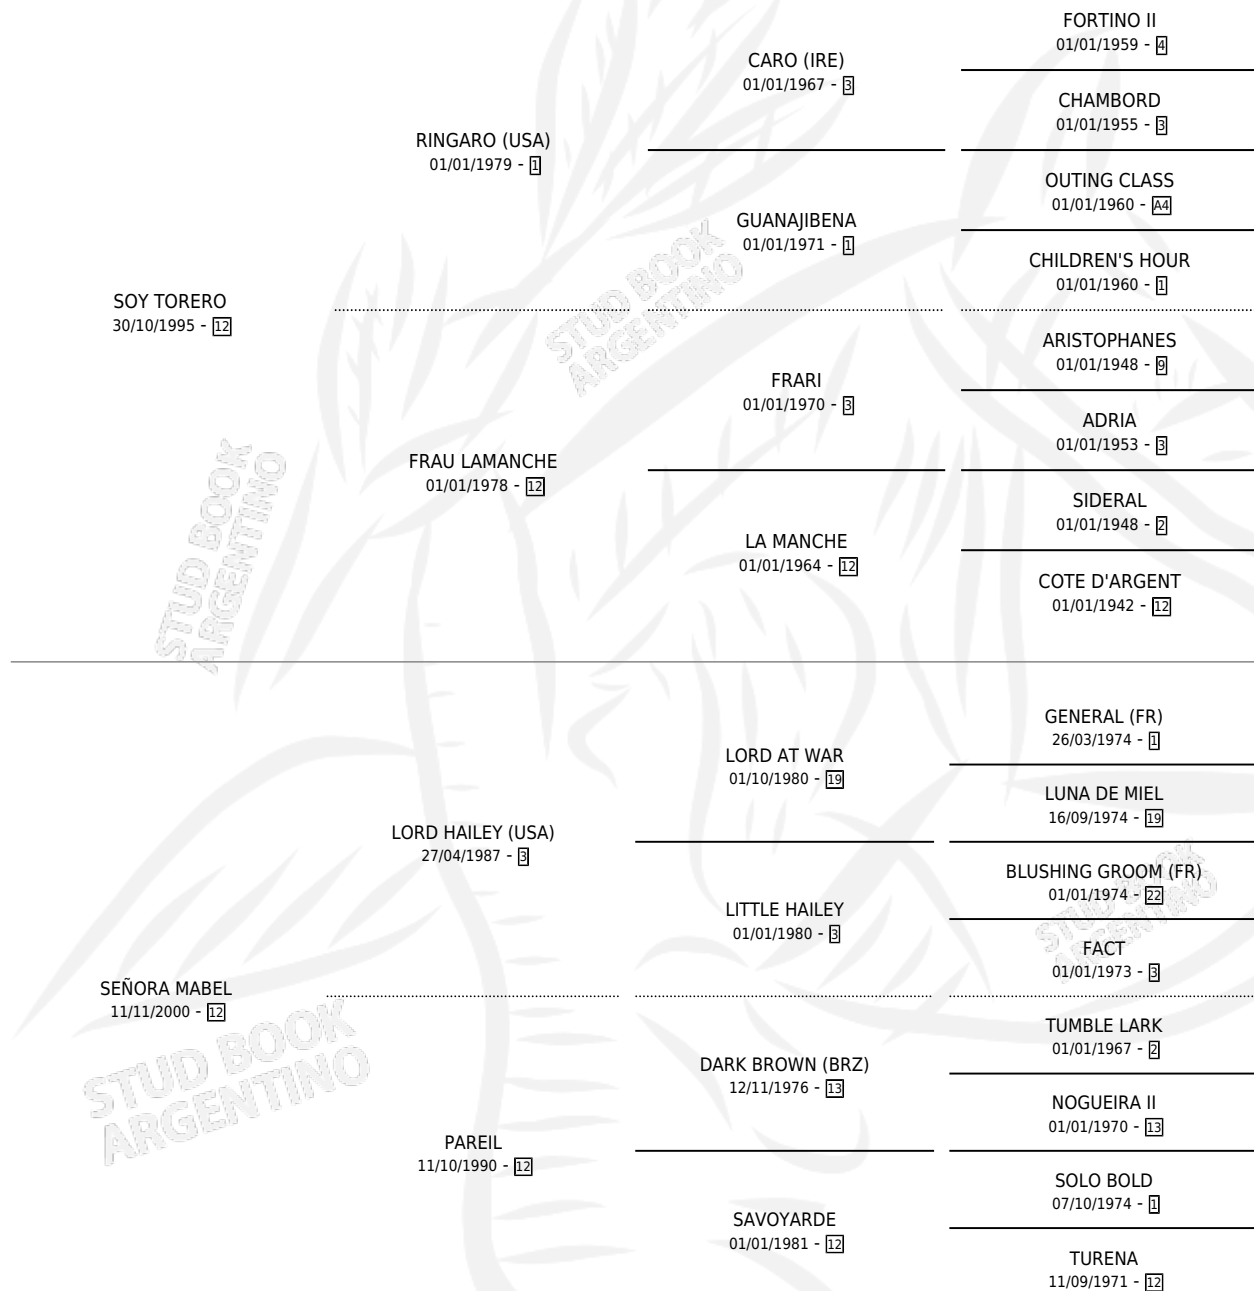 FORTINO II
01/01/1959 - 4
CARO (IRE)
01/01/1967 - 3
CHAMBORD
01/01/1955 - 3
RINGARO (USA)
01/01/1979 - 1
OUTING CLASS
01/01/1960 - A4
GUANAJIBENA
01/01/1971 - 1
CHILDREN'S HOUR
01/01/1960 - 1
SOY TORERO
30/10/1995 - 12
STUD BOOK
ARGENTINO
ARISTOPHANES
01/01/1948 - 9
FRARI
01/01/1970 - 3
ADRIA
01/01/1953 - 3
FRAU LAMANCHE
01/01/1978 - 12
SIDERAL
01/01/1948 - 2
LA MANCHE
01/01/1964 - 12
COTE D'ARGENT
01/01/1942 - 12
STUD BOOK
ARGENTINO
GENERAL (FR)
26/03/1974 - 1
LORD AT WAR
01/10/1980 - 19
LUNA DE MIEL
16/09/1974 - 19
LORD HAILEY (USA)
27/04/1987 - 3
BLUSHING GROOM (FR)
01/01/1974 - 22
LITTLE HAILEY
01/01/1980 - 3
STUD BOOK
ARGENTINO
FACT
01/01/1973 - 3
SEÑORA MABEL
11/11/2000 - 12
STUD BOOK
ARGENTINO
TUMBLE LARK
01/01/1967 - 2
DARK BROWN (BRZ)
12/11/1976 - 13
NOGUEIRA II
01/01/1970 - 13
PAREIL
11/10/1990 - 12
SOLO BOLD
07/10/1974 - 1
SAVOYARDE
01/01/1981 - 12
TURENA
11/09/1971 - 12